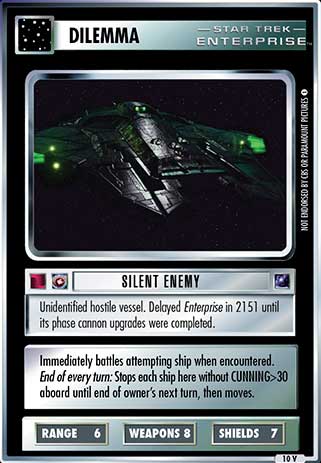 DILEMMA
STAR TREK
ENTERPRISE™
NOT ENDORSED BY CBS OR PARAMOUNT PICTURES
SILENT ENEMY
Unidentified hostile vessel. Delayed Enterprise in 2151 until
its phase cannon upgrades were completed.
Immediately battles attempting ship when encountered.
End of every turn: Stops each ship here without CUNNING>30
aboard until end of owner's next turn, then moves.
RANGE 6 WEAPONS 8 SHIELDS 7
10 V